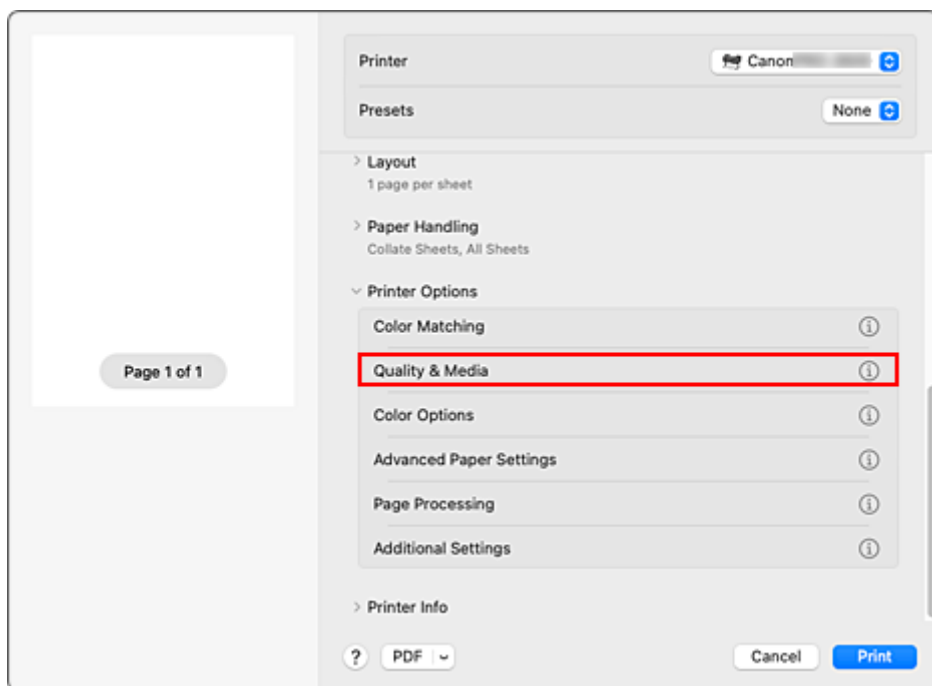 Printer
Canon
Presets
None
Layout
1 page per sheet
Paper Handling
Collate Sheets, All Sheets
Printer Options
Color Matching
Quality & Media
Color Options
Advanced Paper Settings
Page Processing
Additional Settings
Printer Info
Page 1 of 1
?
PDF
Cancel
Print